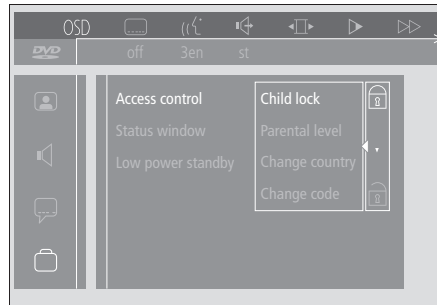 OSD
DVD
off 3en st
Access control
Status window
Low power standby
Child lock
Parental level
Change country
Change code